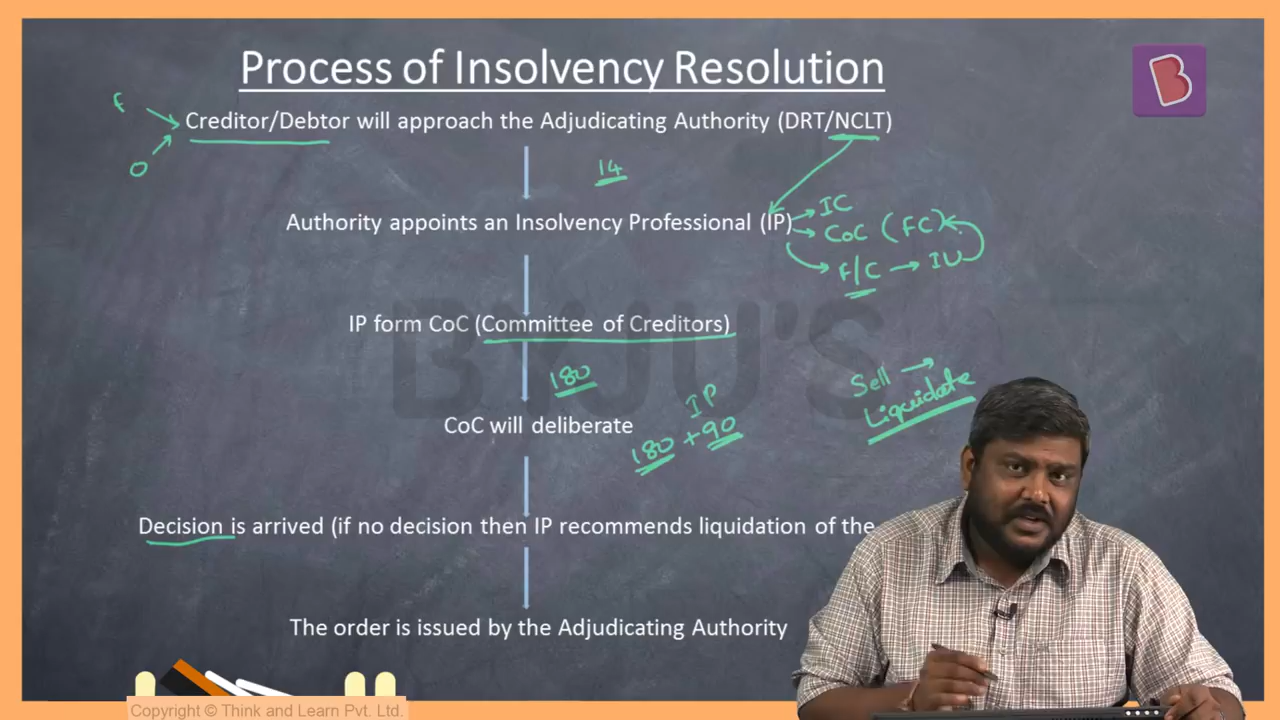 Process of Insolvency Resolution
F
Creditor/Debtor will approach the Adjudicating Authority (DRT/NCLT)
O
14
Authority appoints an Insolvency Professional (IP)
IC
CoC (FC)
F/C → IU
IP form CoC (Committee of Creditors)
180
Sell →
Liquidate
IP
CoC will deliberate
180 + 90
Decision is arrived (if no decision then IP recommends liquidation of the
The order is issued by the Adjudicating Authority
BYJU'S
B
Copyright © Think and Learn Pvt. Ltd.